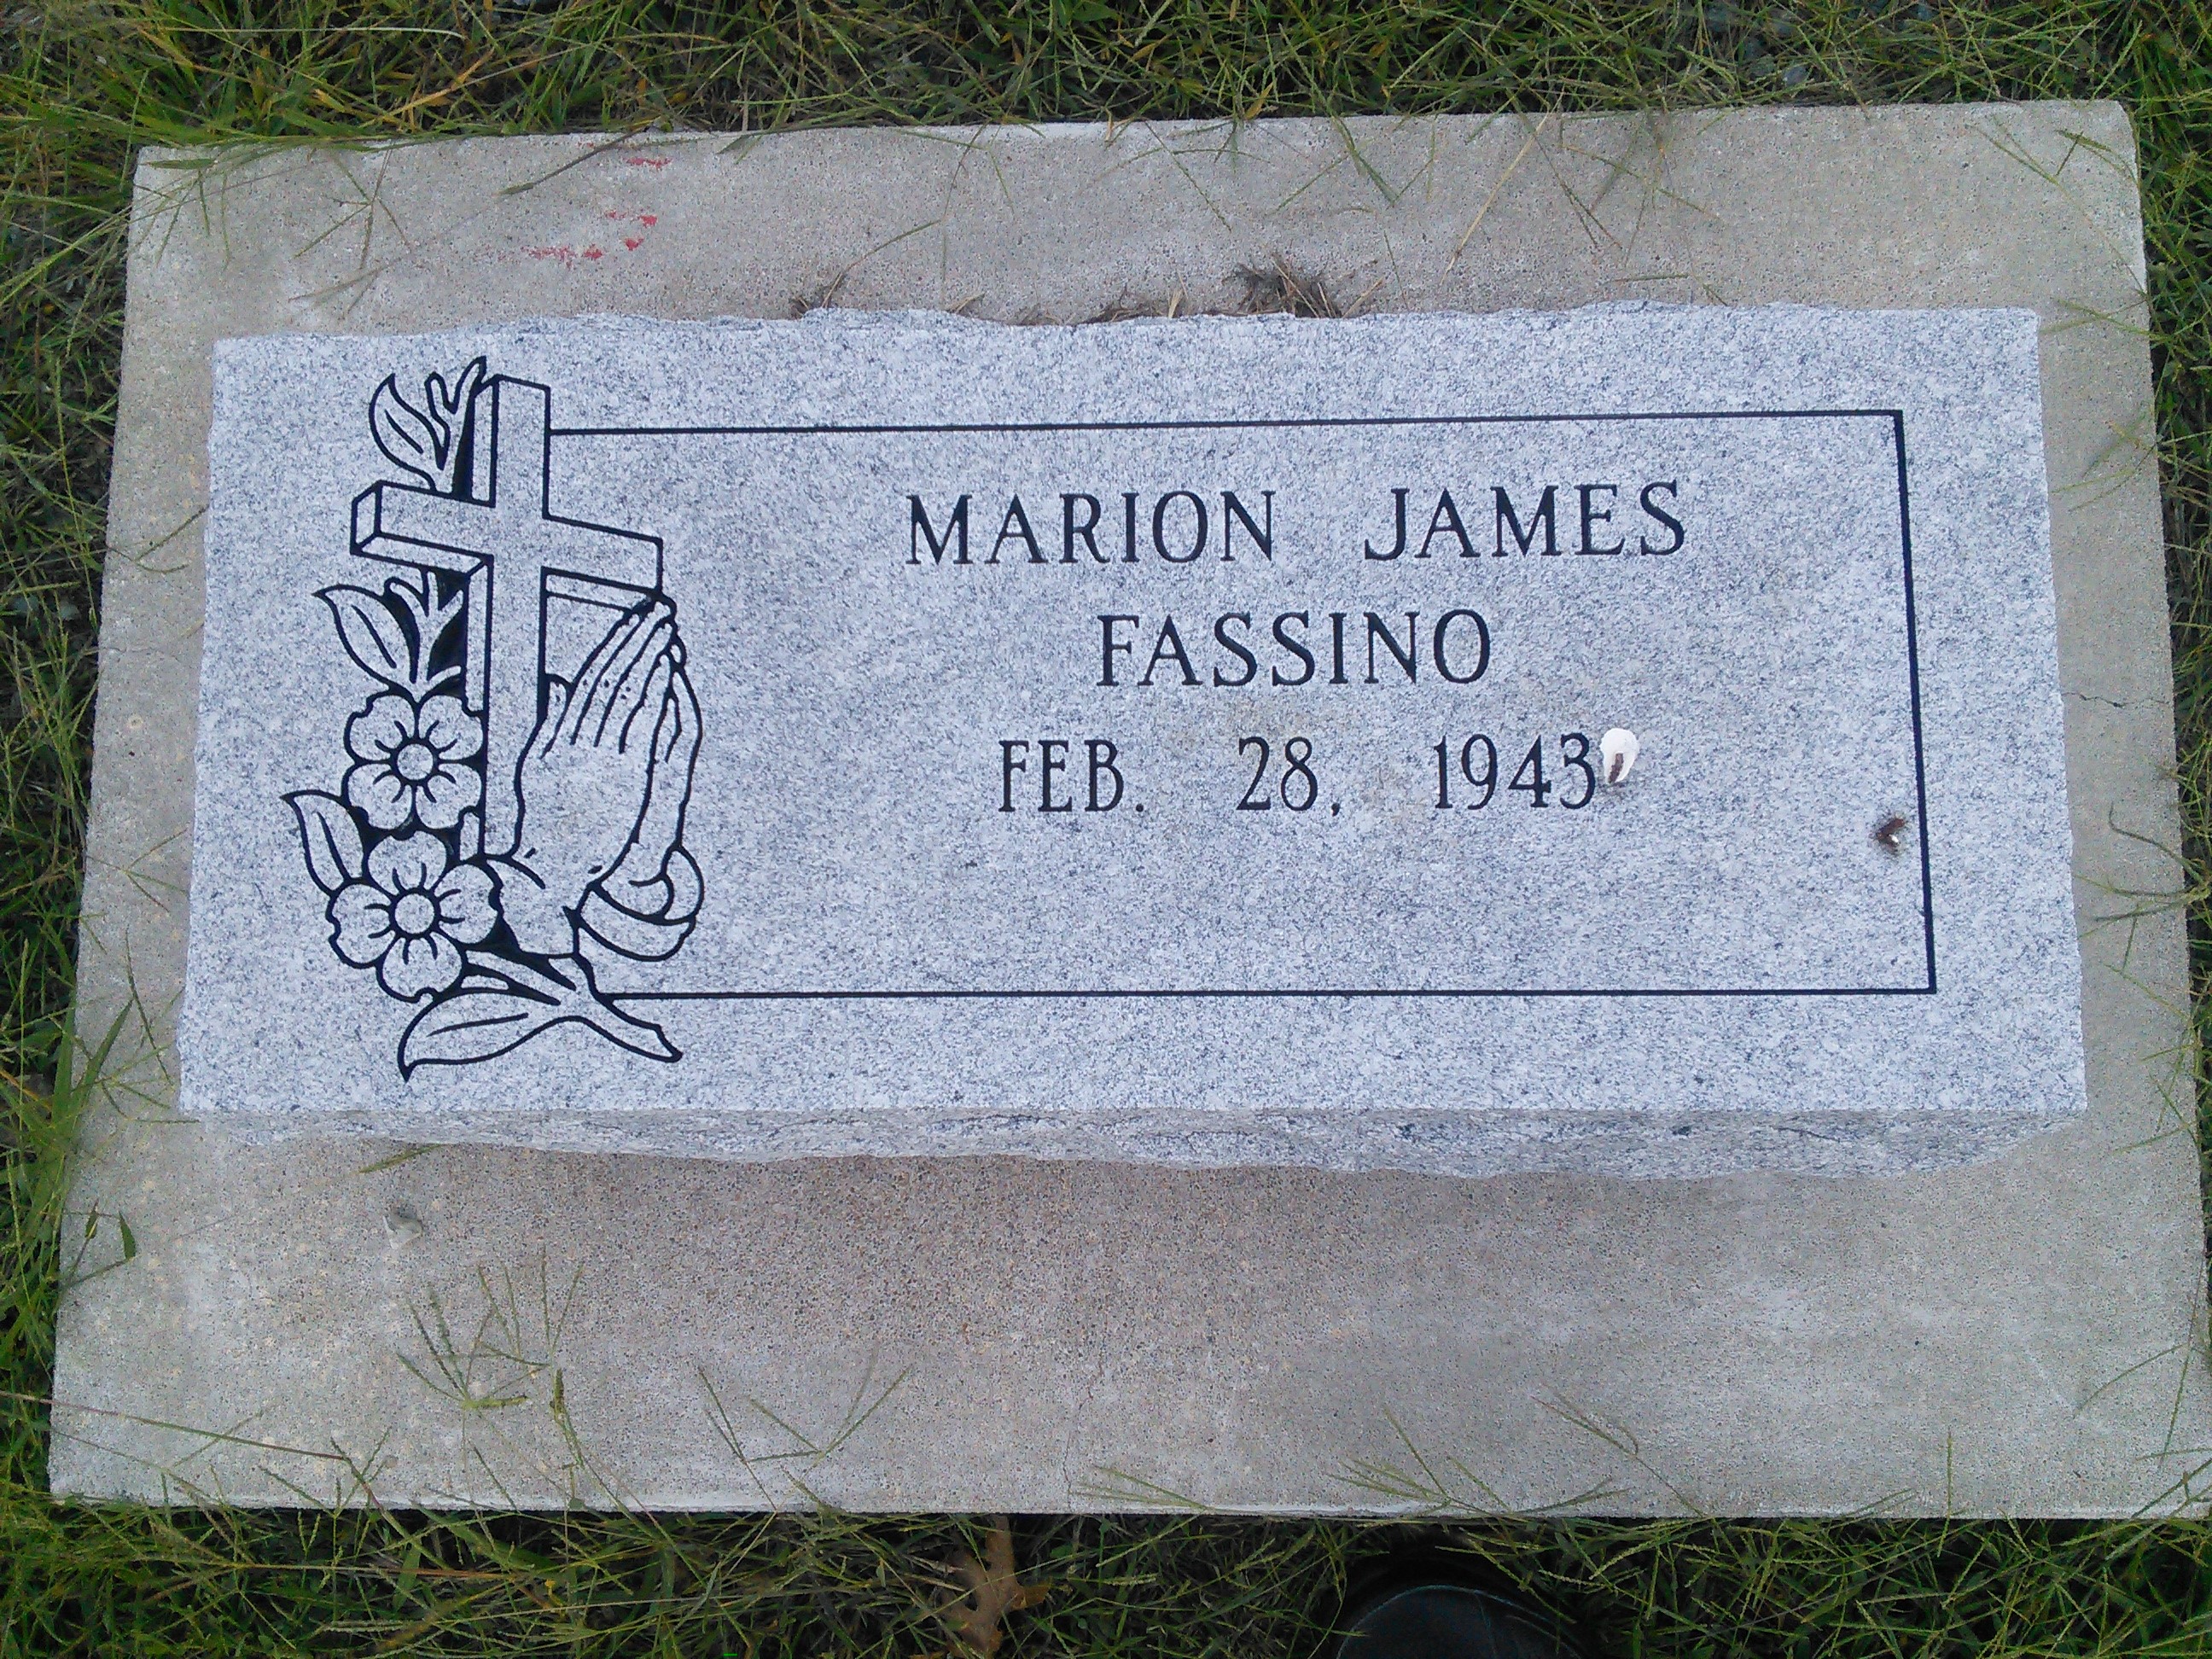 MARION JAMES
FASSINO
FEB. 28, 1943